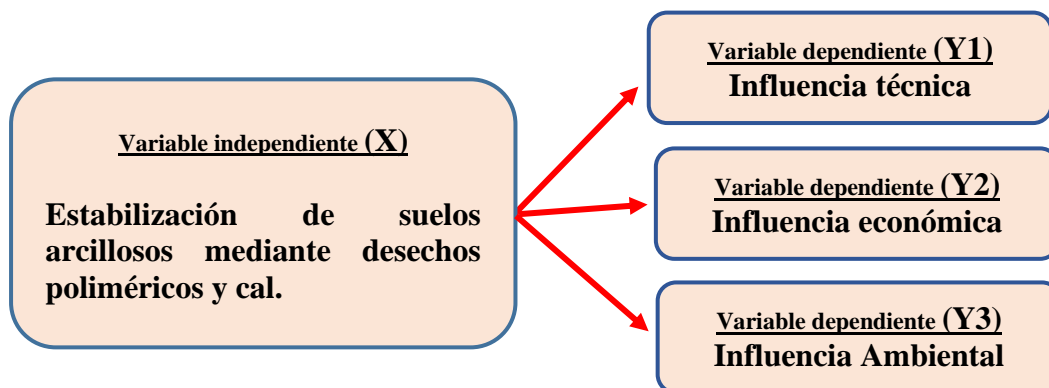 Variable independiente (X)
Estabilización de suelos
arcillosos mediante desechos
poliméricos y cal.
Variable dependiente (Y1)
Influencia técnica
Variable dependiente (Y2)
Influencia económica
Variable dependiente (Y3)
Influencia Ambiental